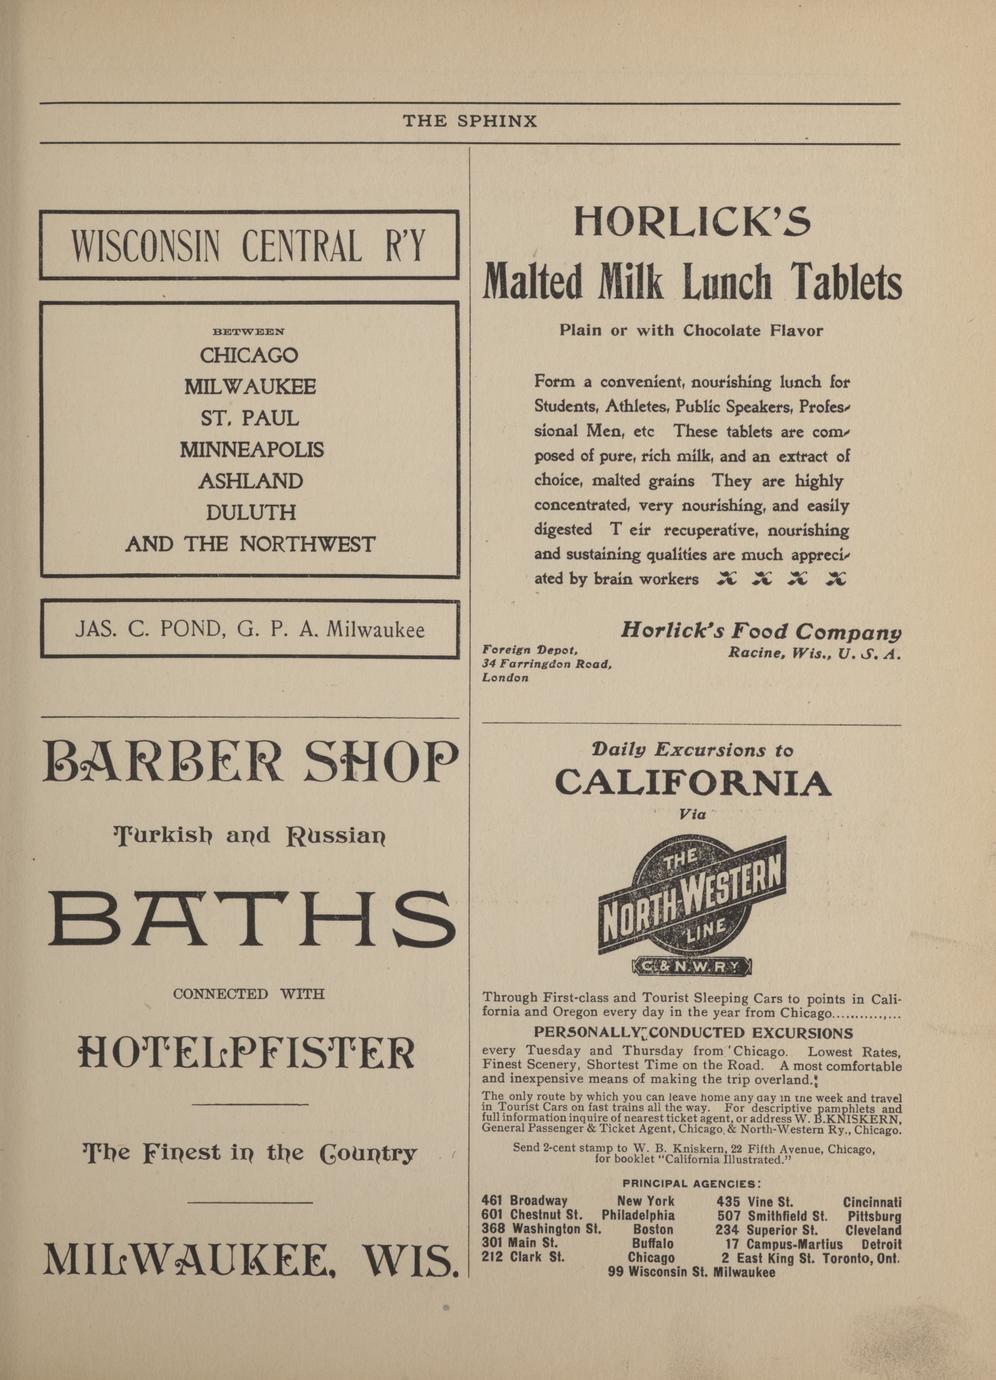 THE SPHINX
WISCONSIN CENTRAL R'Y
BETWEEN
CHICAGO
MILWAUKEE
ST. PAUL
MINNEAPOLIS
ASHLAND
DULUTH
AND THE NORTHWEST
JAS. C. POND, G. P. A. Milwaukee
BARBER SHOP
Turkish and Russian
BATHS
CONNECTED WITH
HOTEL PFISTER
The Finest in the Country
MILWAUKEE, WIS.
HORLICK'S
Malted Milk Lunch Tablets
Plain or with Chocolate Flavor
Form a convenient, nourishing lunch for
Students, Athletes, Public Speakers, Profes-
sional Men, etc These tablets are com-
posed of pure, rich milk, and an extract of
choice, malted grains They are highly
concentrated, very nourishing, and easily
digested T eir recuperative, nourishing
and sustaining qualities are much appreci-
ated by brain workers
Horlick's Food Company
Racine, Wis., U. S. A.
Foreign Depot,
34 Farringdon Road,
London
Daily Excursions to
CALIFORNIA
Via
THE
NORTH-WESTERN
LINE
C. & N. W. R Y
Through First-class and Tourist Sleeping Cars to points in Cali-
fornia and Oregon every day in the year from Chicago..............
PERSONALLY CONDUCTED EXCURSIONS
every Tuesday and Thursday from Chicago. Lowest Rates,
Finest Scenery, Shortest Time on the Road. A most comfortable
and inexpensive means of making the trip overland.
The only route by which you can leave home any day in the week and travel
in Tourist Cars on fast trains all the way. For descriptive pamphlets and
full information inquire of nearest ticket agent, or address W. B.KNISKERN,
General Passenger & Ticket Agent, Chicago & North-Western Ry., Chicago.
Send 2-cent stamp to W. B. Kniskern, 22 Fifth Avenue, Chicago,
for booklet "California Illustrated."
PRINCIPAL AGENCIES:
461 Broadway New York 435 Vine St. Cincinnati
601 Chestnut St. Philadelphia 507 Smithfield St. Pittsburg
368 Washington St. Boston 234 Superior St. Cleveland
301 Main St. Buffalo 17 Campus-Martius Detroit
212 Clark St. Chicago 2 East King St. Toronto, Ont.
99 Wisconsin St. Milwaukee